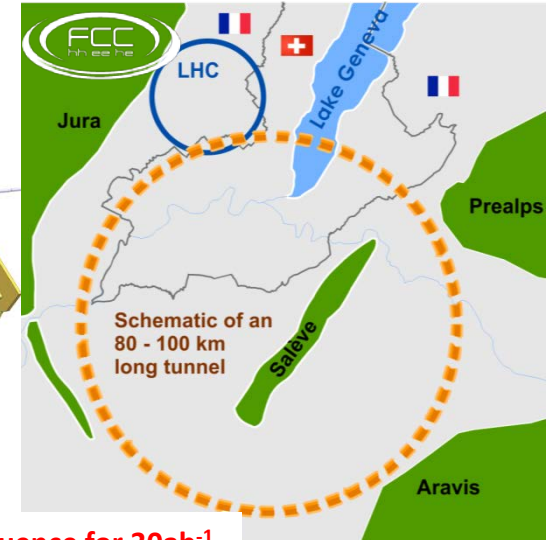 FCC
hh ee he
LHC
Lake Geneva
Jura
Prealps
Schematic of an
80 - 100 km
long tunnel
Salève
Aravis